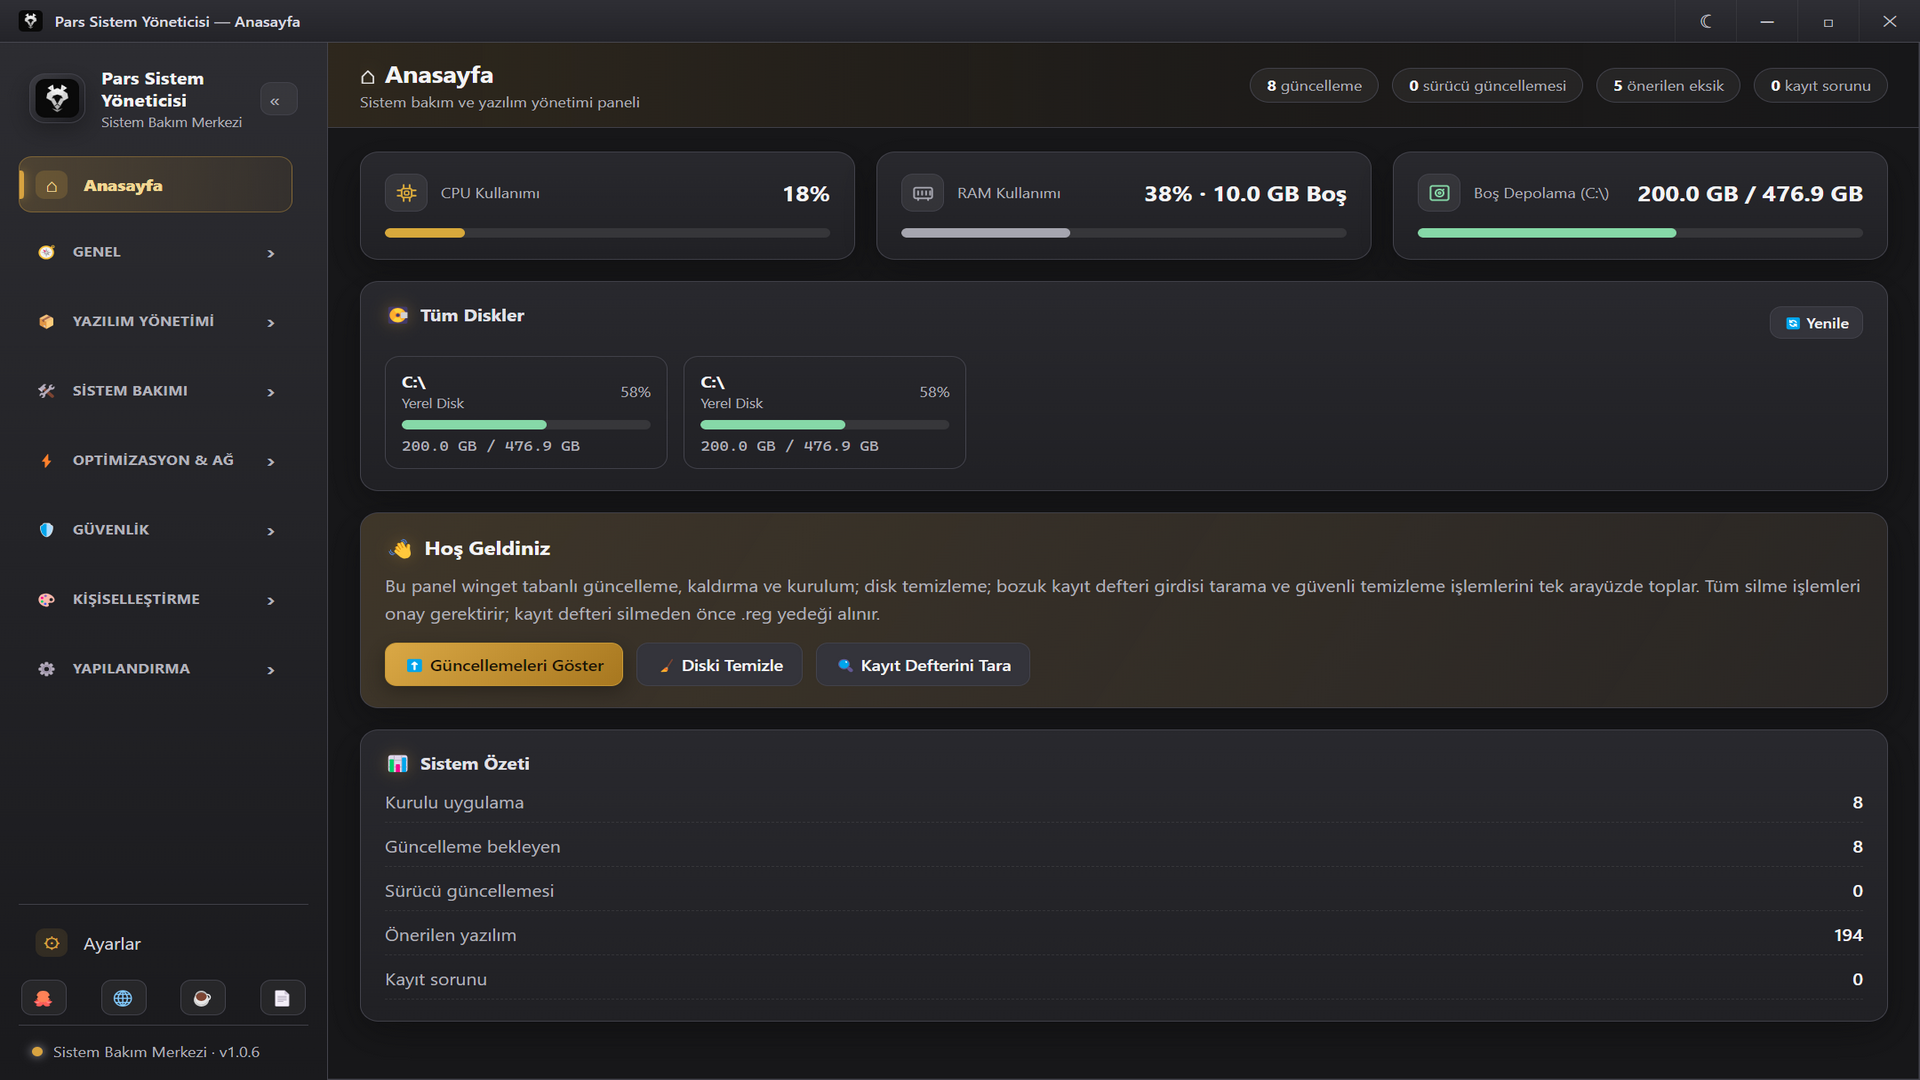 Pars Sistem Yöneticisi — Anasayfa
Pars Sistem
Yöneticisi
Sistem Bakım Merkezi
«
Anasayfa
GENEL
YAZILIM YÖNETİMİ
SİSTEM BAKIMI
OPTİMİZASYON & AĞ
GÜVENLİK
KİŞİSELLEŞTİRME
YAPILANDIRMA
Ayarlar
Sistem Bakım Merkezi · v1.0.6
Anasayfa
Sistem bakım ve yazılım yönetimi paneli
8 güncelleme
0 sürücü güncellemesi
5 önerilen eksik
0 kayıt sorunu
CPU Kullanımı
18%
RAM Kullanımı
38% · 10.0 GB Boş
Boş Depolama (C:\)
200.0 GB / 476.9 GB
Tüm Diskler
Yenile
C:\
Yerel Disk
58%
200.0 GB / 476.9 GB
C:\
Yerel Disk
58%
200.0 GB / 476.9 GB
Hoş Geldiniz
Bu panel winget tabanlı güncelleme, kaldırma ve kurulum; disk temizleme; bozuk kayıt defteri girdisi tarama ve güvenli temizleme işlemlerini tek arayüzde toplar. Tüm silme işlemleri
onay gerektirir; kayıt defteri silmeden önce .reg yedeği alınır.
Güncellemeleri Göster
Diski Temizle
Kayıt Defterini Tara
Sistem Özeti
Kurulu uygulama 8
Güncelleme bekleyen 8
Sürücü güncellemesi 0
Önerilen yazılım 194
Kayıt sorunu 0